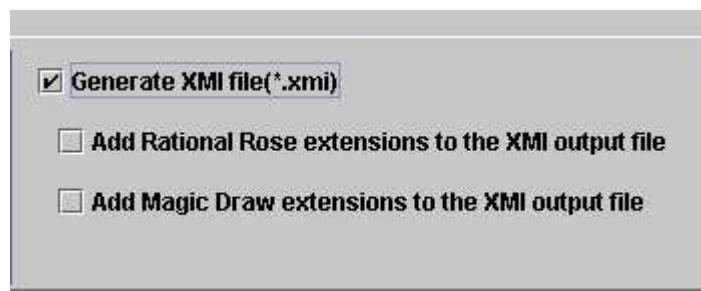 Generate XMI file(*.xmi)
Add Rational Rose extensions to the XMI output file
Add Magic Draw extensions to the XMI output file